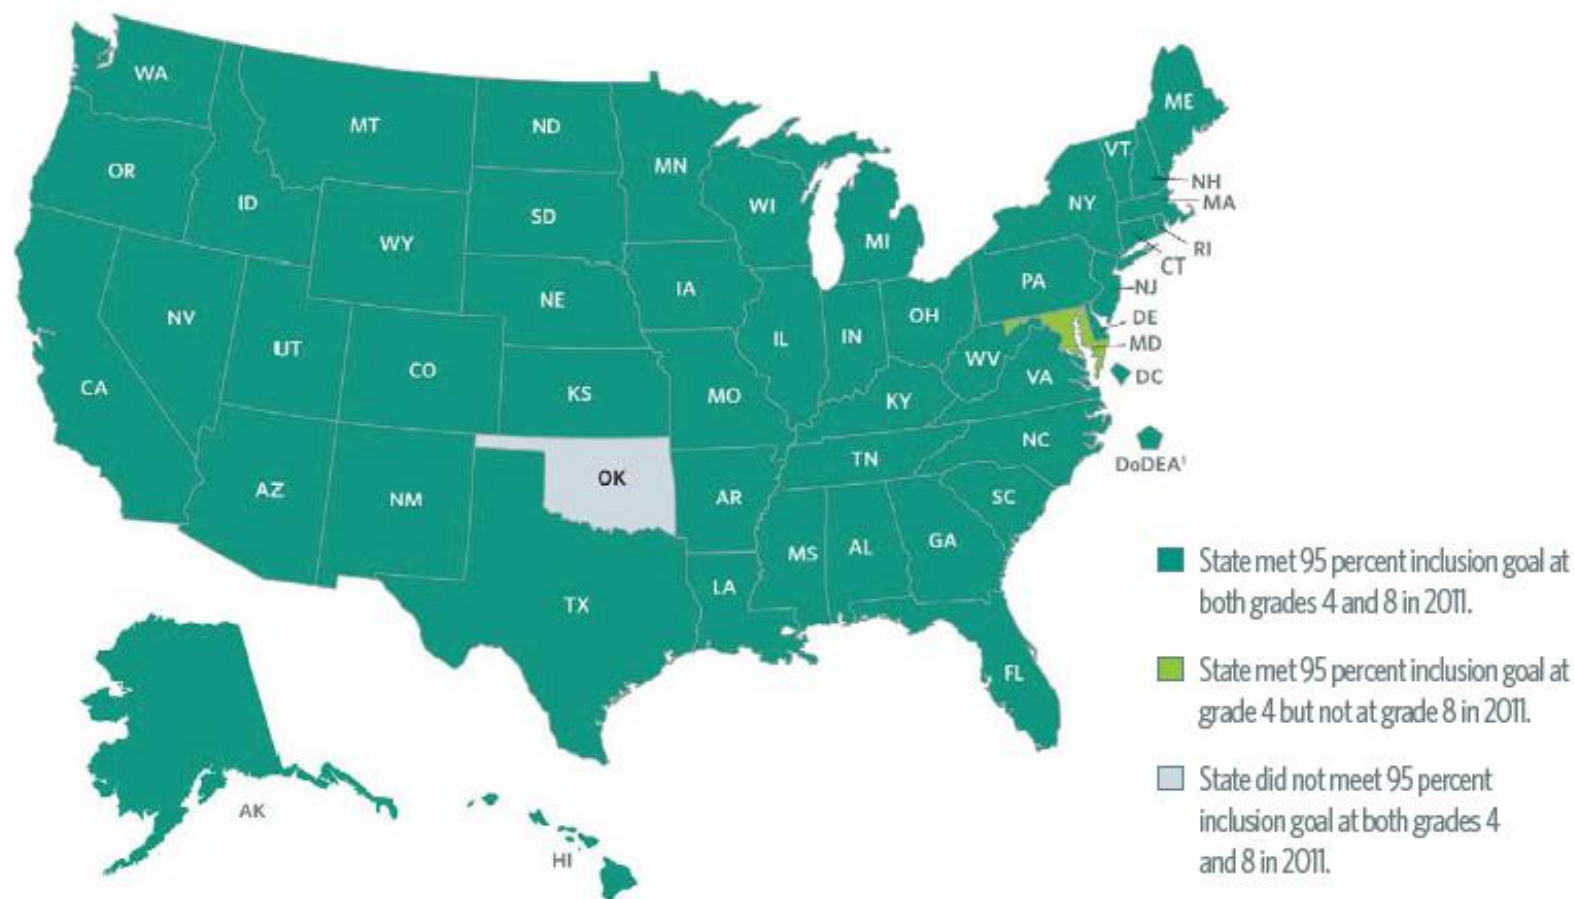 WA
MT
ND
MN
OR
ID
WY
SD
WI
MI
NY
VT
ME
NH
MA
RI
CT
NJ
DE
MD
DC
DoDEA¹
NV
UT
CO
NE
IA
IL
IN
OH
PA
WV
VA
CA
KS
MO
KY
NC
TN
AZ
NM
OK
AR
SC
MS
AL
GA
LA
TX
FL
AK
HI
State met 95 percent inclusion goal at
both grades 4 and 8 in 2011.
State met 95 percent inclusion goal at
grade 4 but not at grade 8 in 2011.
State did not meet 95 percent
inclusion goal at both grades 4
and 8 in 2011.